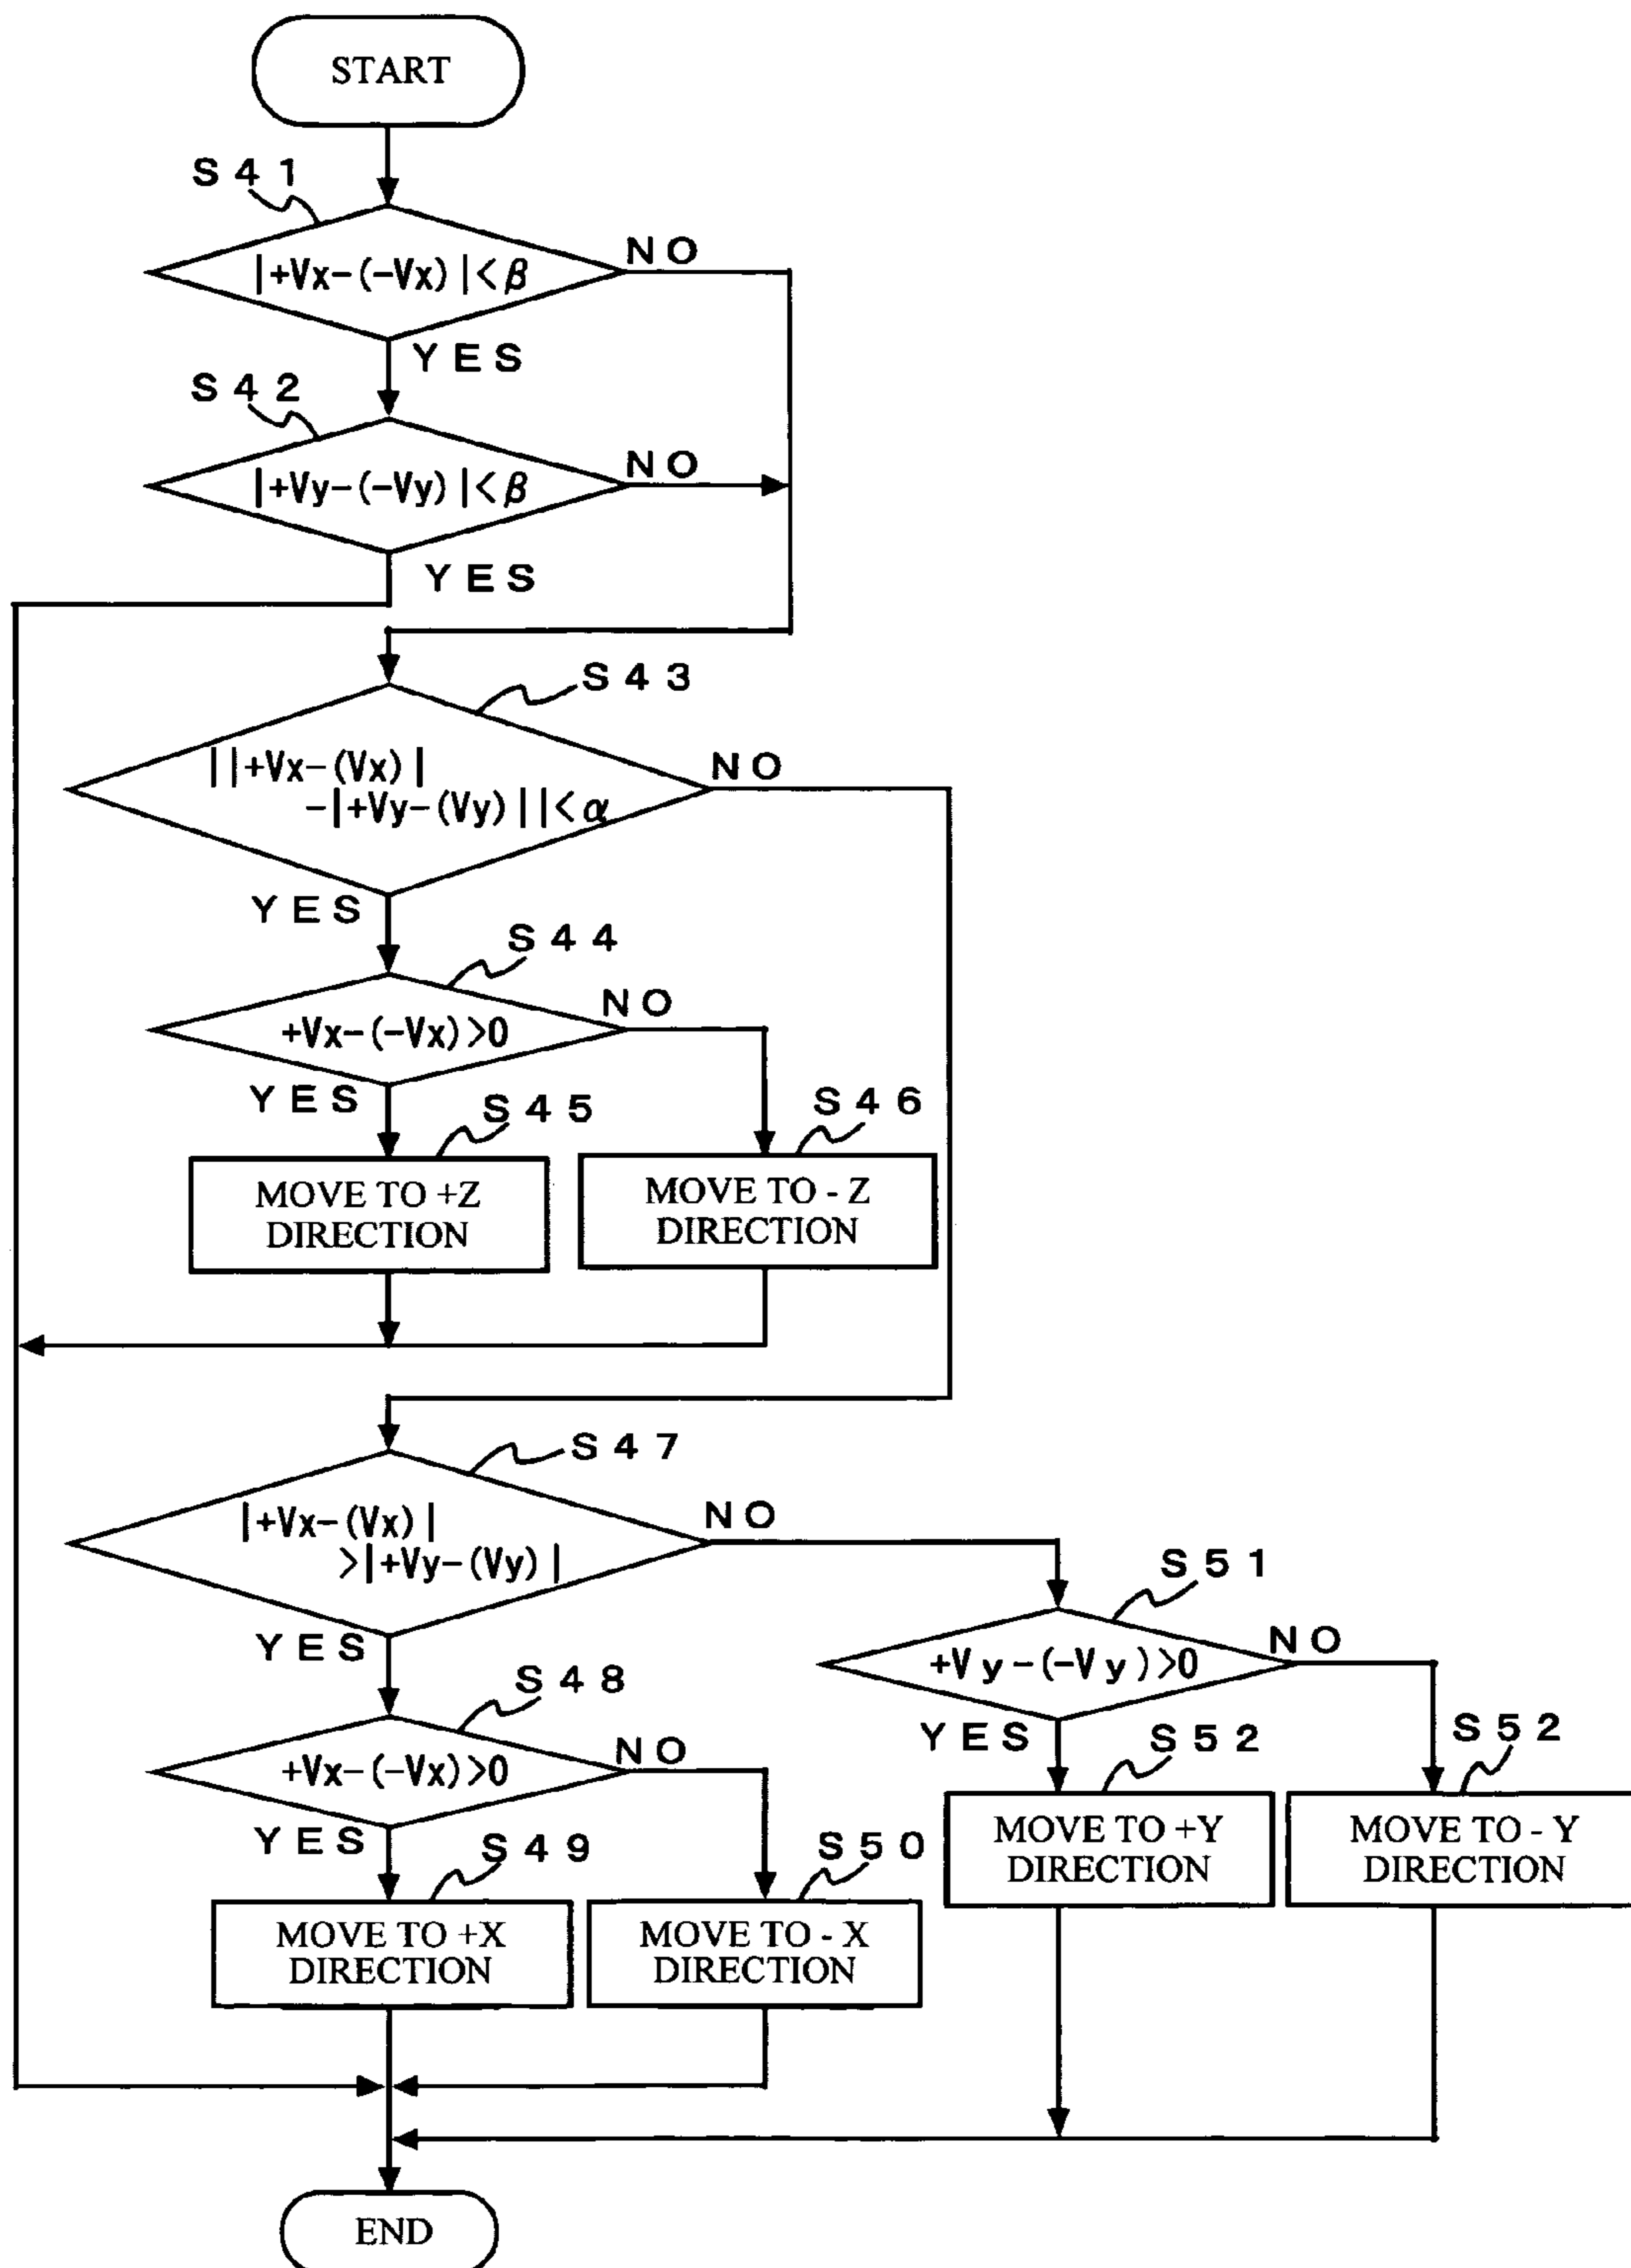 START
S41
|+Vx-(-Vx)|<β
NO
YES
S42
|+Vy-(-Vy)|<β
NO
YES
S43
||+Vx-(Vx)|
-|+Vy-(Vy)||<α
NO
YES
S44
+Vx-(-Vx)>0
NO
YES
S45
S46
MOVE TO +Z
DIRECTION
MOVE TO - Z
DIRECTION
S47
|+Vx-(Vx)|
>|+Vy-(Vy)|
NO
YES
S51
+Vy-(-Vy)>0
NO
YES
S48
+Vx-(-Vx)>0
NO
YES
S52
S52
MOVE TO +Y
DIRECTION
MOVE TO - Y
DIRECTION
S49
S50
MOVE TO +X
DIRECTION
MOVE TO - X
DIRECTION
END